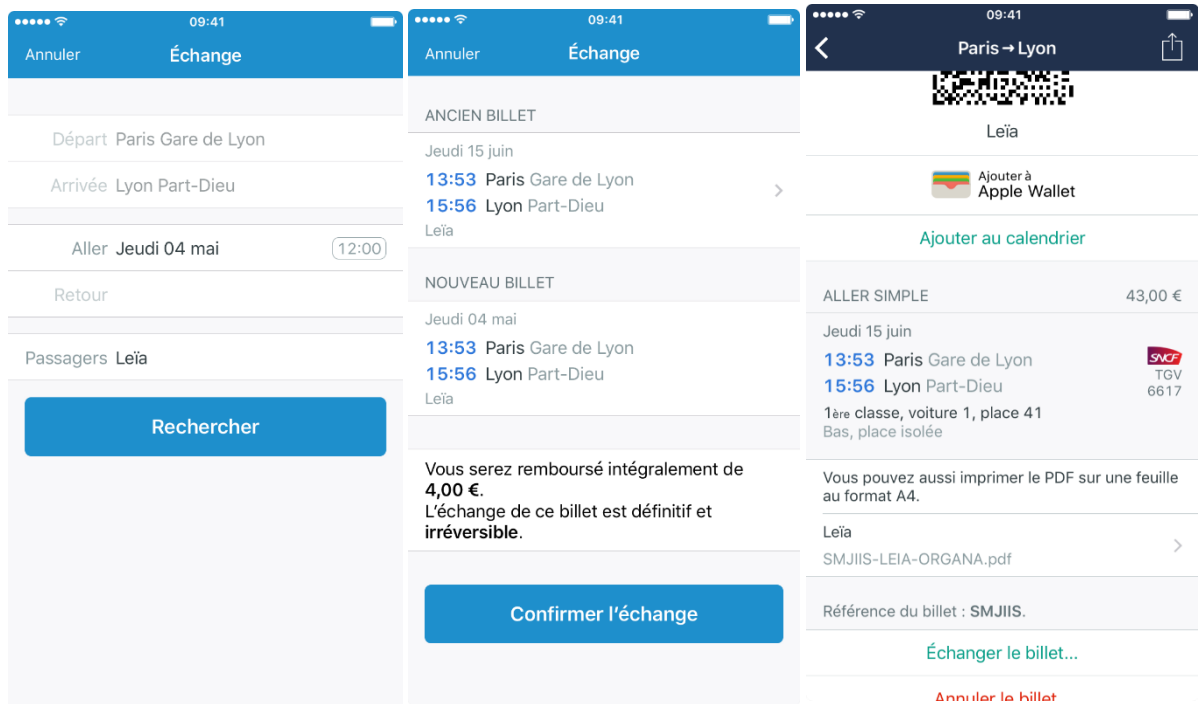 09:41
Annuler Échange
Départ Paris Gare de Lyon
Arrivée Lyon Part-Dieu
Aller Jeudi 04 mai 12:00
Retour
Passagers Leïa
Rechercher
09:41
Annuler Échange
ANCIEN BILLET
Jeudi 15 juin
13:53 Paris Gare de Lyon
15:56 Lyon Part-Dieu
Leïa
NOUVEAU BILLET
Jeudi 04 mai
13:53 Paris Gare de Lyon
15:56 Lyon Part-Dieu
Leïa
Vous serez remboursé intégralement de
4,00 €.
L’échange de ce billet est définitif et
irréversible.
Confirmer l’échange
09:41
Paris→Lyon
Leïa
Ajouter à
Apple Wallet
Ajouter au calendrier
ALLER SIMPLE 43,00 €
Jeudi 15 juin
13:53 Paris Gare de Lyon SNCF
TGV
15:56 Lyon Part-Dieu 6617
1ère classe, voiture 1, place 41
Bas, place isolée
Vous pouvez aussi imprimer le PDF sur une feuille
au format A4.
Leïa
SMJIIS-LEIA-ORGANA.pdf
Référence du billet : SMJIIS.
Échanger le billet...
Annuler le billet